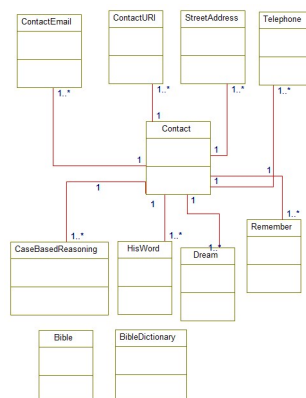 ContactEmail
ContactURI
StreetAddress
Telephone
1..*
1..*
1..*
1..*
1
Contact
1
1
1
1
1
1
1
1..*
1..*
1..*
1..*
CaseBasedReasoning
HisWord
Dream
Remember
Bible
BibleDictionary